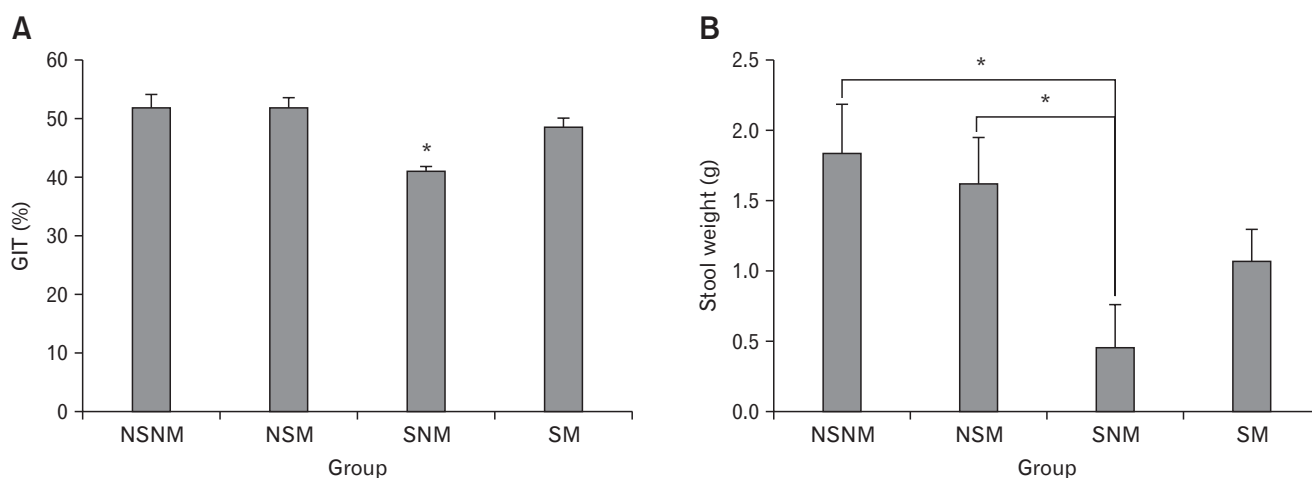 A
GIT (%)
60
50
40
30
20
10
0
*
NSNM NSM SNM SM
Group
B
Stool weight (g)
2.5
2.0
1.5
1.0
0.5
0.0
*
*
NSNM NSM SNM SM
Group